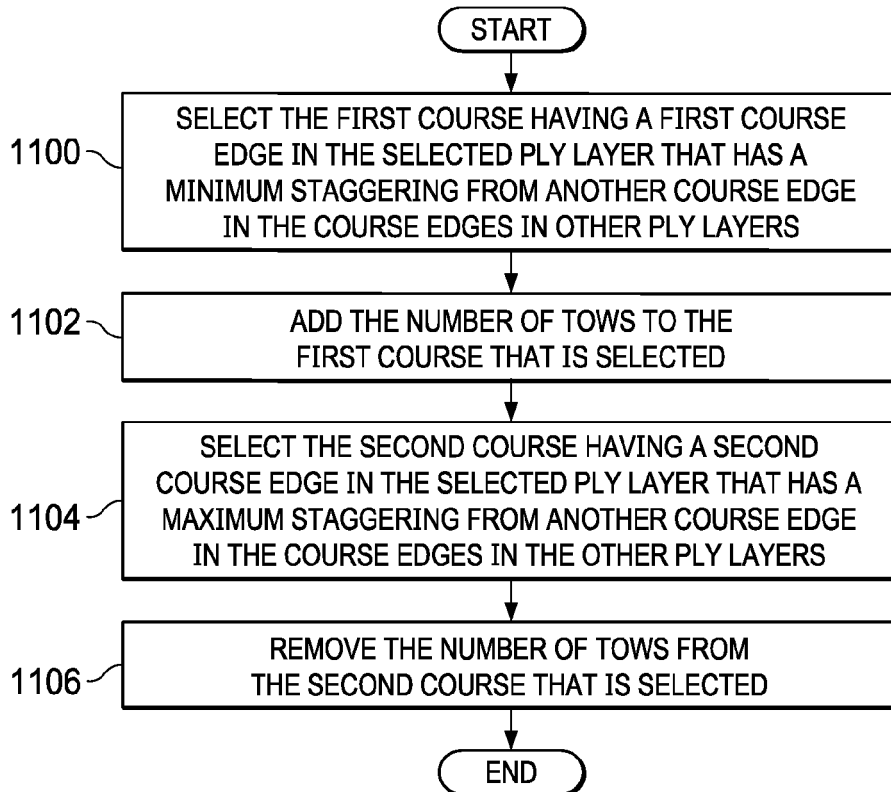 START
1100
SELECT THE FIRST COURSE HAVING A FIRST COURSE
EDGE IN THE SELECTED PLY LAYER THAT HAS A
MINIMUM STAGGERING FROM ANOTHER COURSE EDGE
IN THE COURSE EDGES IN OTHER PLY LAYERS
1102
ADD THE NUMBER OF TOWS TO THE
FIRST COURSE THAT IS SELECTED
1104
SELECT THE SECOND COURSE HAVING A SECOND
COURSE EDGE IN THE SELECTED PLY LAYER THAT HAS A
MAXIMUM STAGGERING FROM ANOTHER COURSE EDGE
IN THE COURSE EDGES IN THE OTHER PLY LAYERS
1106
REMOVE THE NUMBER OF TOWS FROM
THE SECOND COURSE THAT IS SELECTED
END